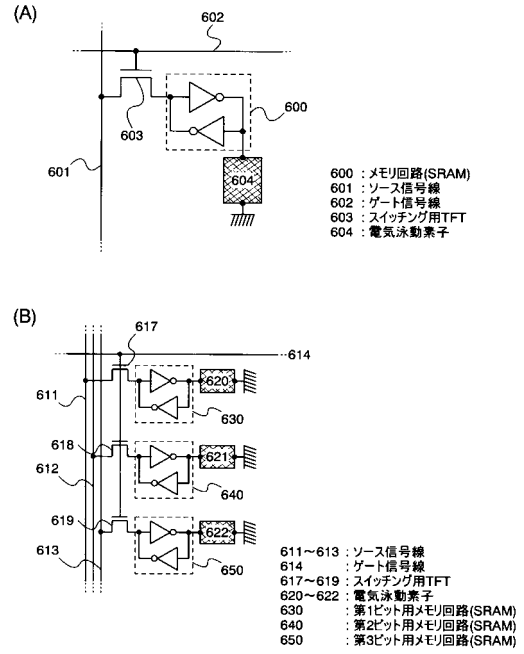 (A)
602
603
600
601
604
600 : メモリ回路(SRAM)
601 : ソース信号線
602 : ゲート信号線
603 : スイッチング用TFT
604 : 電気泳動素子
(B)
617
614
611
620
630
618
621
612
640
619
622
613
650
611~613 : ソース信号線
614 : ゲート信号線
617~619 : スイッチング用TFT
620~622 : 電気泳動素子
630 : 第1ビット用メモリ回路(SRAM)
640 : 第2ビット用メモリ回路(SRAM)
650 : 第3ビット用メモリ回路(SRAM)